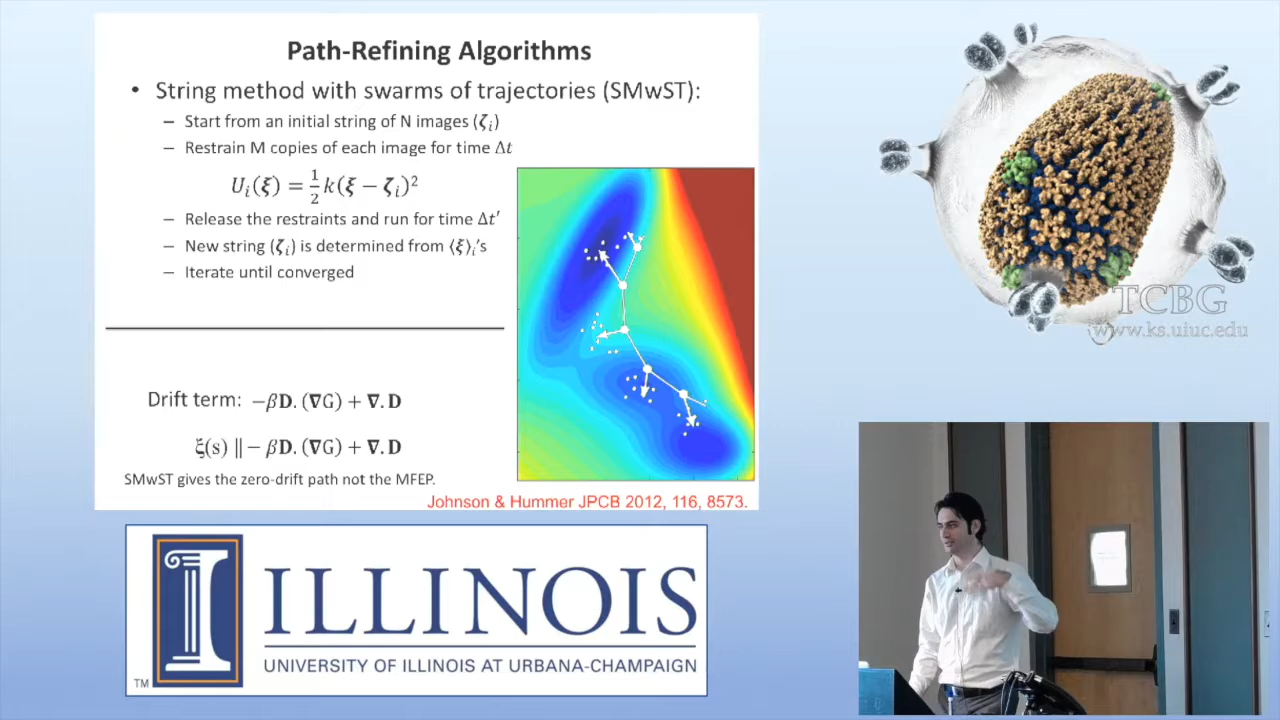 Path-Refining Algorithms
• String method with swarms of trajectories (SMwST):
– Start from an initial string of N images (ζᵢ)
– Restrain M copies of each image for time Δt
Uᵢ(ξ) = 1/2 k(ξ − ζᵢ)²
– Release the restraints and run for time Δt′
– New string (ζᵢ) is determined from ⟨ξ⟩ᵢ's
– Iterate until converged
Drift term: −βD. (∇G) + ∇. D
ξ(s) ∥ − βD. (∇G) + ∇. D
SMwST gives the zero-drift path not the MFEP.
Johnson & Hummer JPCB 2012, 116, 8573.
TCBG
www.ks.uiuc.edu
ILLINOIS
UNIVERSITY OF ILLINOIS AT URBANA-CHAMPAIGN
TM